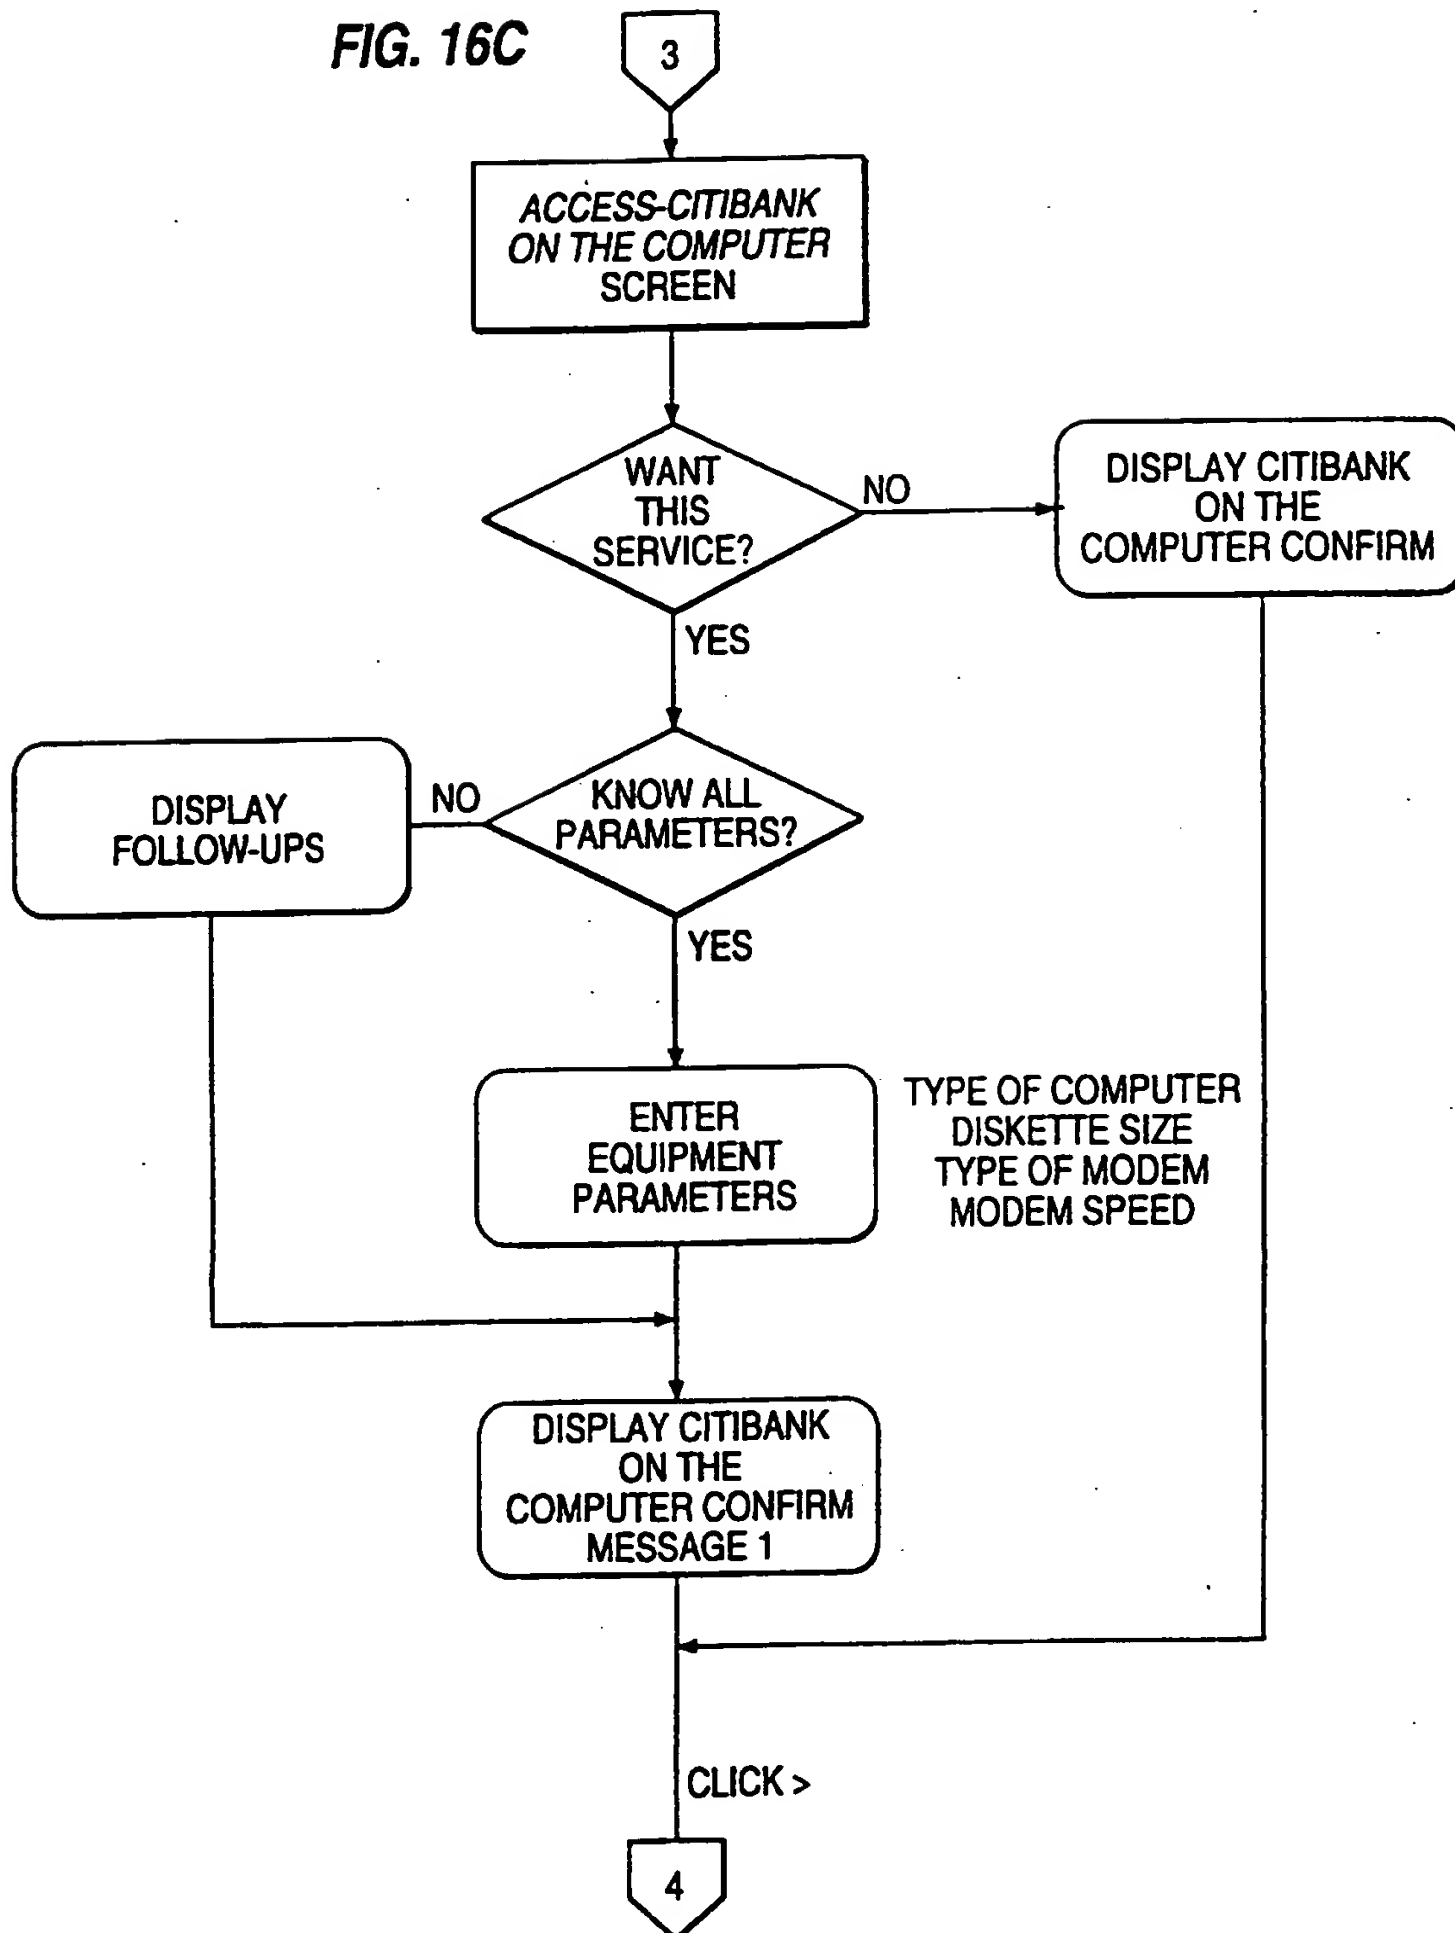 FIG. 16C
3
ACCESS-CITIBANK
ON THE COMPUTER
SCREEN
WANT
THIS
SERVICE?
NO
DISPLAY CITIBANK
ON THE
COMPUTER CONFIRM
YES
KNOW ALL
PARAMETERS?
NO
DISPLAY
FOLLOW-UPS
YES
ENTER
EQUIPMENT
PARAMETERS
TYPE OF COMPUTER
DISKETTE SIZE
TYPE OF MODEM
MODEM SPEED
DISPLAY CITIBANK
ON THE
COMPUTER CONFIRM
MESSAGE 1
CLICK >
4